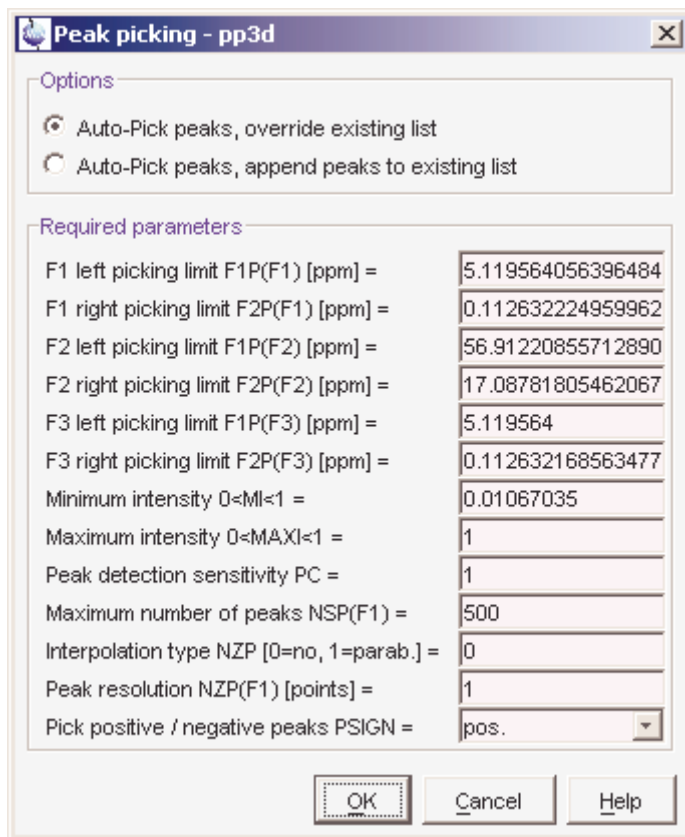 Peak picking - pp3d
Options
Auto-Pick peaks, override existing list
Auto-Pick peaks, append peaks to existing list
Required parameters
F1 left picking limit F1P(F1) [ppm] = 5.119564056396484
F1 right picking limit F2P(F1) [ppm] = 0.112632224959962
F2 left picking limit F1P(F2) [ppm] = 56.91220855712890
F2 right picking limit F2P(F2) [ppm] = 17.08781805462067
F3 left picking limit F1P(F3) [ppm] = 5.119564
F3 right picking limit F2P(F3) [ppm] = 0.112632168563477
Minimum intensity 0<MI<1 = 0.01067035
Maximum intensity 0<MAXI<1 = 1
Peak detection sensitivity PC = 1
Maximum number of peaks NSP(F1) = 500
Interpolation type NZP [0=no, 1=parab.] = 0
Peak resolution NZP(F1) [points] = 1
Pick positive / negative peaks PSIGN = pos.
OK Cancel Help